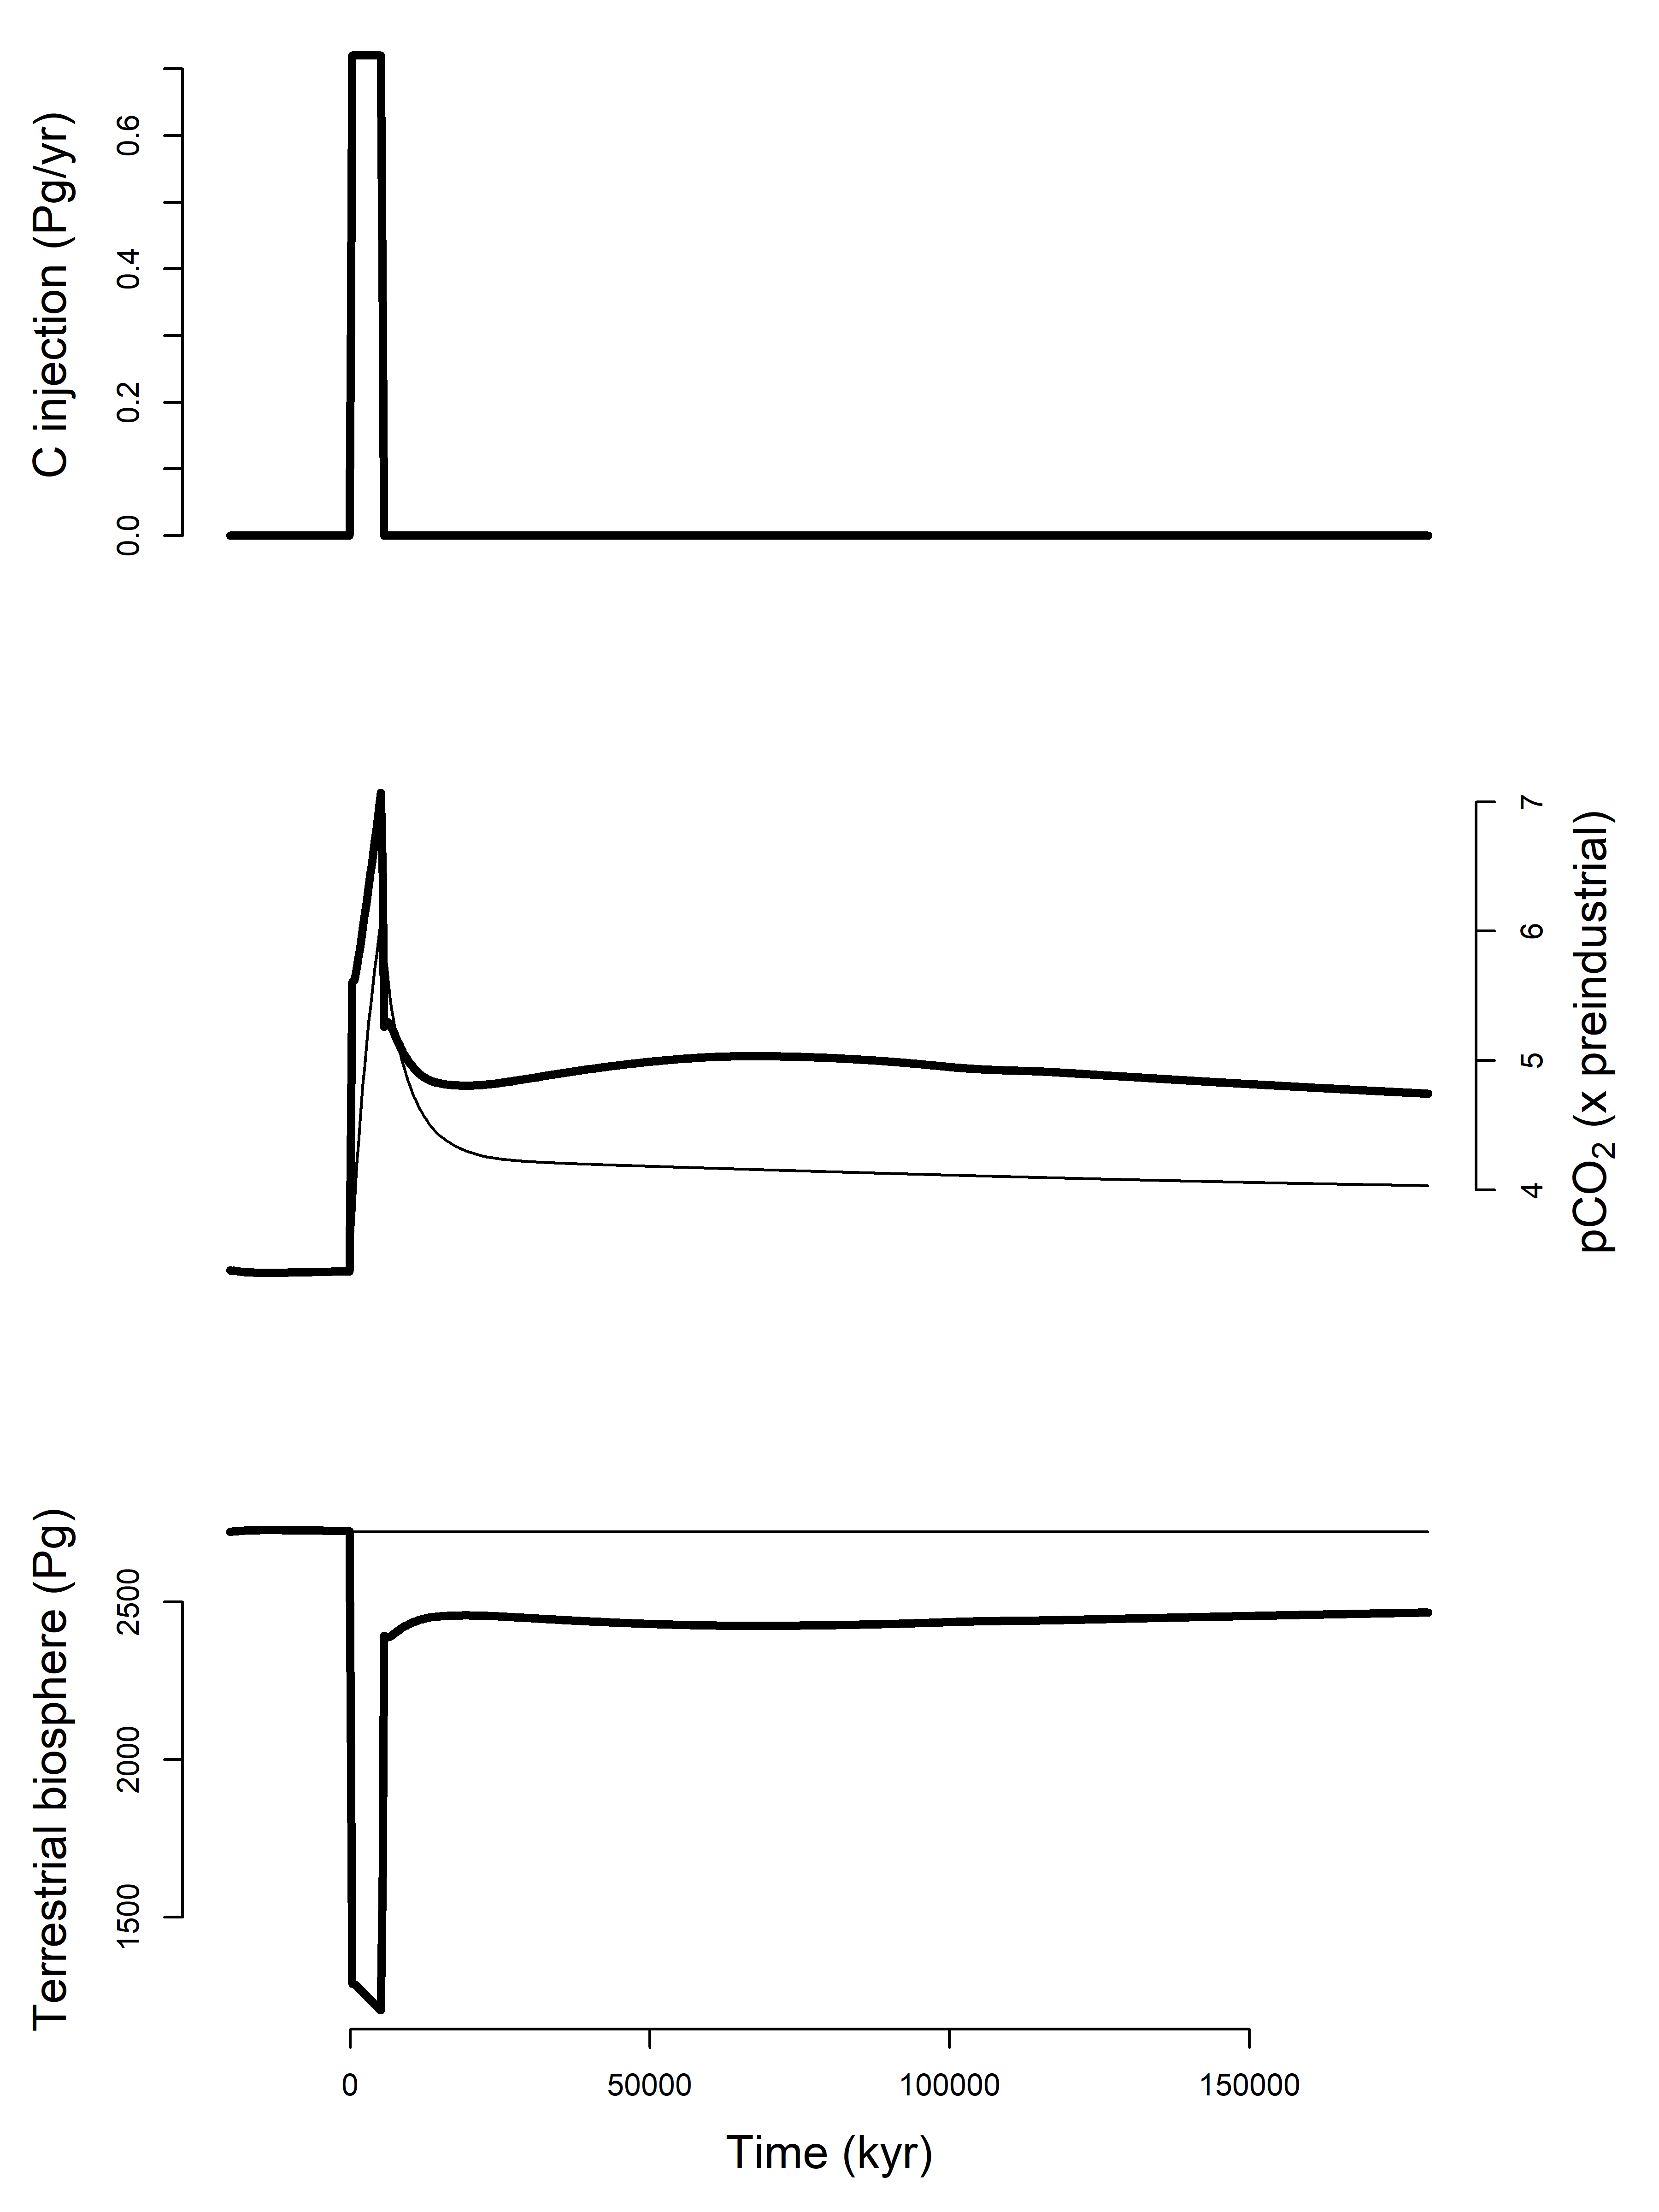 C injection (Pg/yr)
0.6
0.4
0.2
0.0
7
6
5
4
pCO₂ (x preindustrial)
Terrestrial biosphere (Pg)
2500
2000
1500
0 50000 100000 150000
Time (kyr)